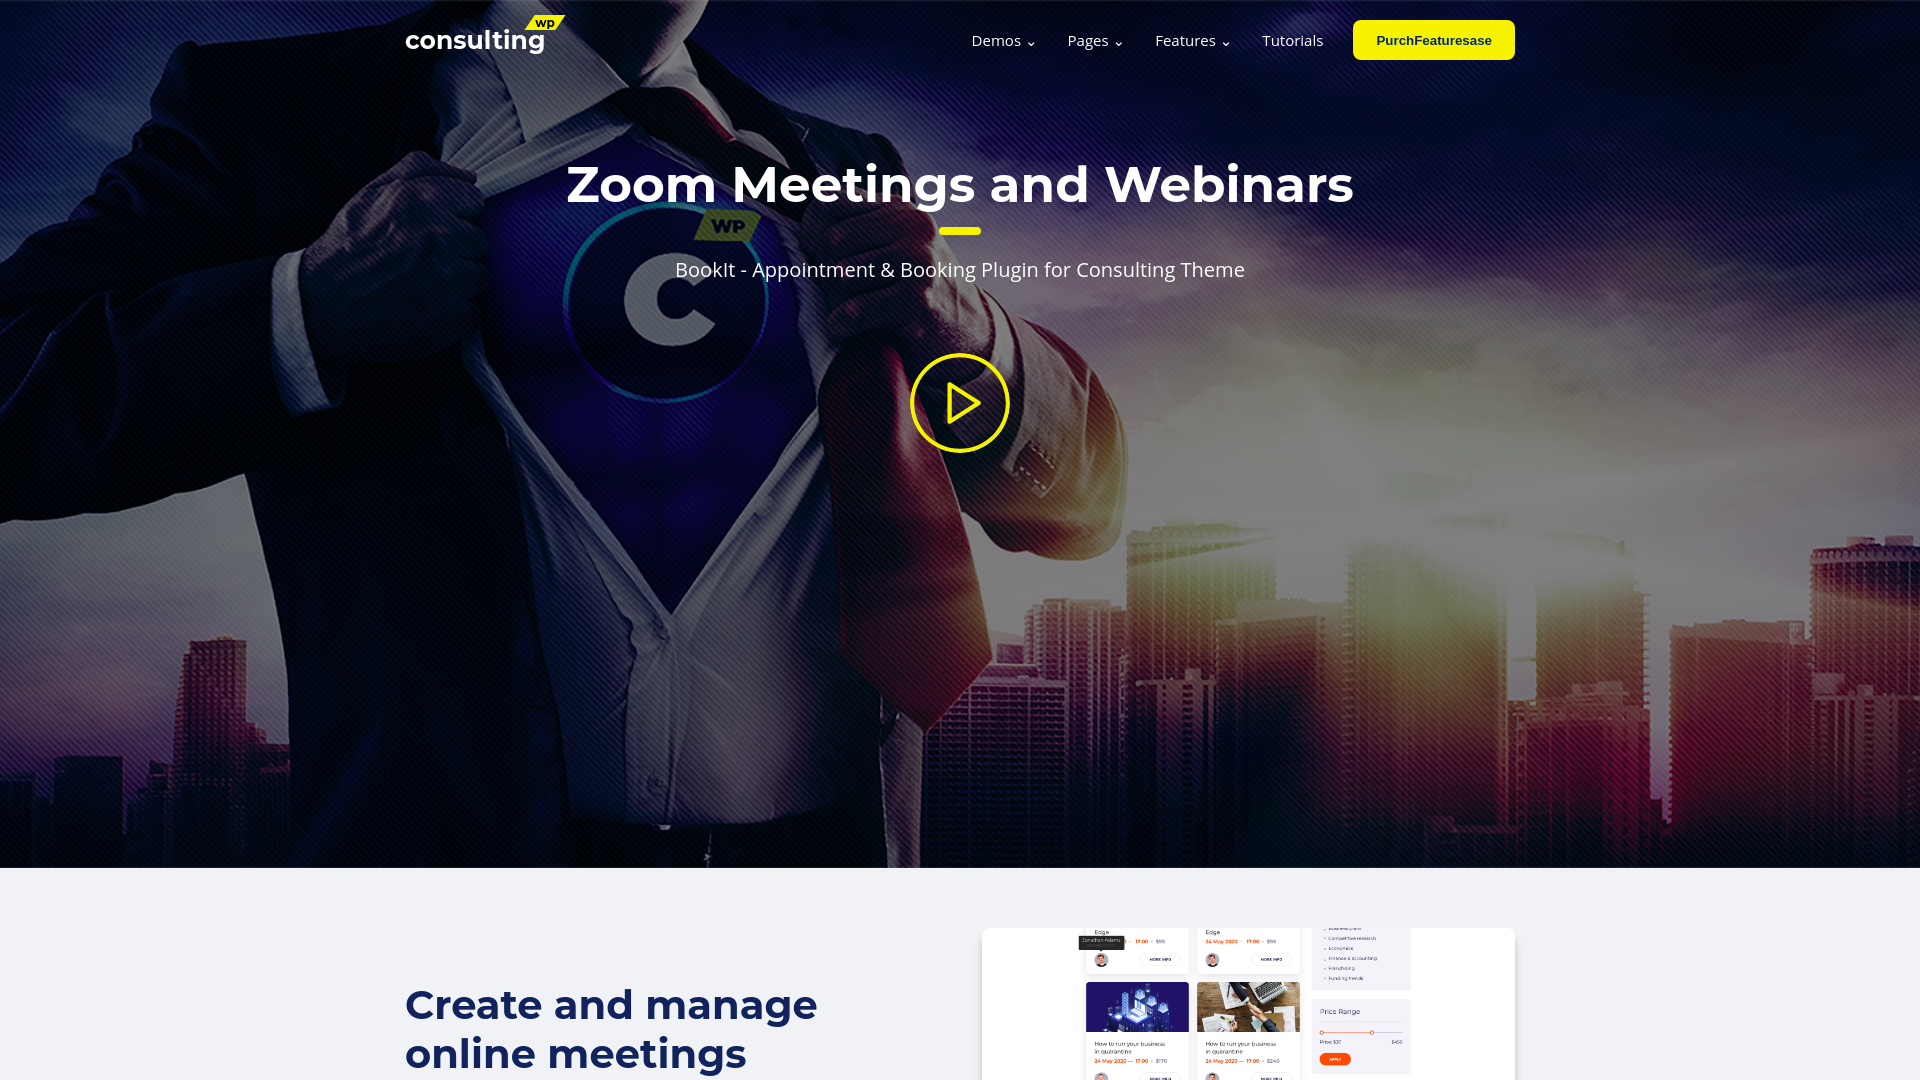 wp
consulting
Demos
Pages
Features
Tutorials
PurchFeaturesase
Zoom Meetings and Webinars
WP
BookIt - Appointment & Booking Plugin for Consulting Theme
C
Create and manage
online meetings
Edge
Jonathan Adams
17:00 - $95
MORE INFO
Edge
24 May 2020 — 17:00 - $95
MORE INFO
How to run your business
in quarantine
24 May 2020 — 17:00 - $170
MORE INFO
How to run your business
in quarantine
24 May 2020 — 17:00 - $240
MORE INFO
Competitive research
Economics
Finance & accounting
Franchising
Funding trends
Price Range
Price: $30
$400
APPLY